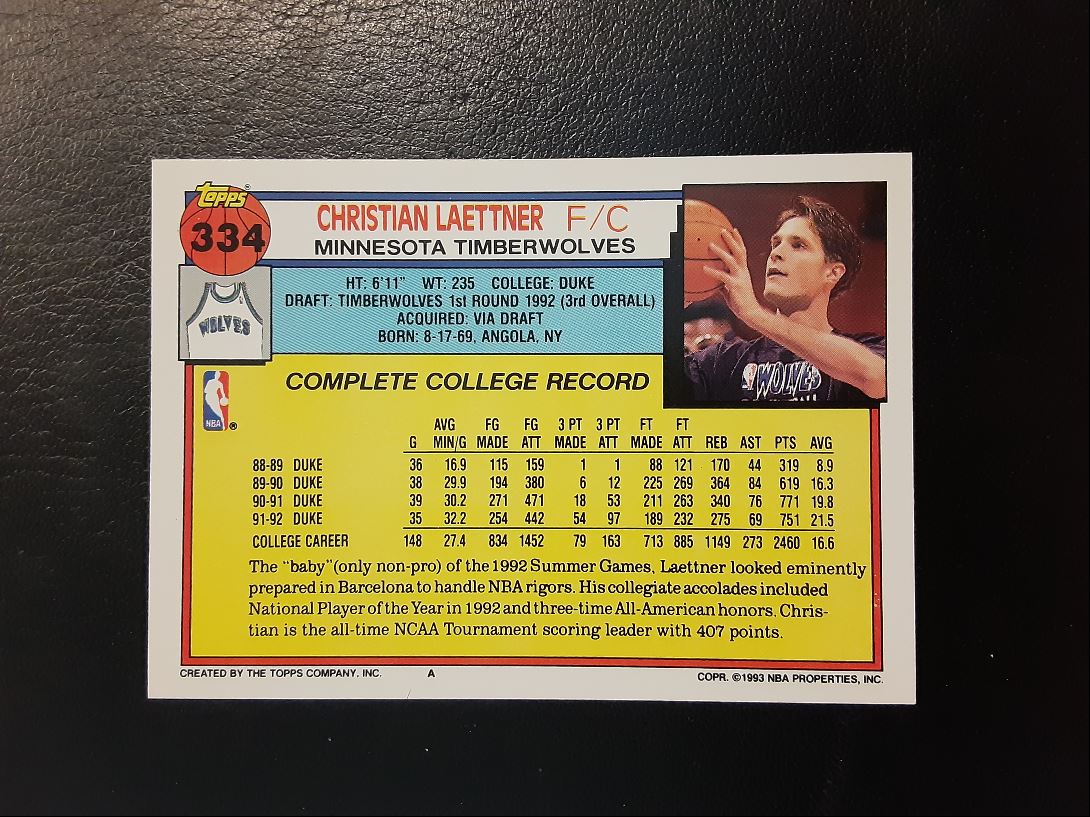 Topps®
334
CHRISTIAN LAETTNER F/C
MINNESOTA TIMBERWOLVES
WOLVES
HT: 6'11" WT: 235 COLLEGE: DUKE
DRAFT: TIMBERWOLVES 1st ROUND 1992 (3rd OVERALL)
ACQUIRED: VIA DRAFT
BORN: 8-17-69, ANGOLA, NY
WOLVES
NBA ®
COMPLETE COLLEGE RECORD
AVG FG FG 3 PT 3 PT FT FT
G MIN/G MADE ATT MADE ATT MADE ATT REB AST PTS AVG
88-89 DUKE 36 16.9 115 159 1 1 88 121 170 44 319 8.9
89-90 DUKE 38 29.9 194 380 6 12 225 269 364 84 619 16.3
90-91 DUKE 39 30.2 271 471 18 53 211 263 340 76 771 19.8
91-92 DUKE 35 32.2 254 442 54 97 189 232 275 69 751 21.5
COLLEGE CAREER 148 27.4 834 1452 79 163 713 885 1149 273 2460 16.6
The "baby"(only non-pro) of the 1992 Summer Games, Laettner looked eminently
prepared in Barcelona to handle NBA rigors. His collegiate accolades included
National Player of the Year in 1992 and three-time All-American honors. Chris-
tian is the all-time NCAA Tournament scoring leader with 407 points.
CREATED BY THE TOPPS COMPANY, INC. A COPR. ©1993 NBA PROPERTIES, INC.